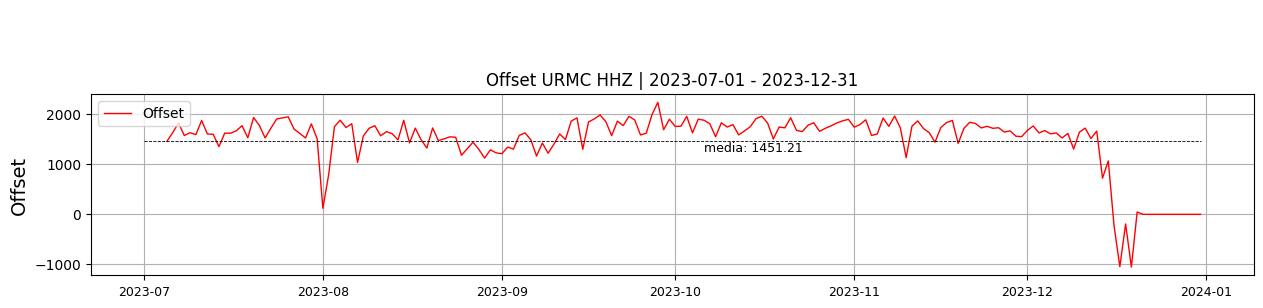 Offset URMC HHZ | 2023-07-01 - 2023-12-31
Offset
Offset
2000
1000
0
−1000
media: 1451.21
2023-07
2023-08
2023-09
2023-10
2023-11
2023-12
2024-01